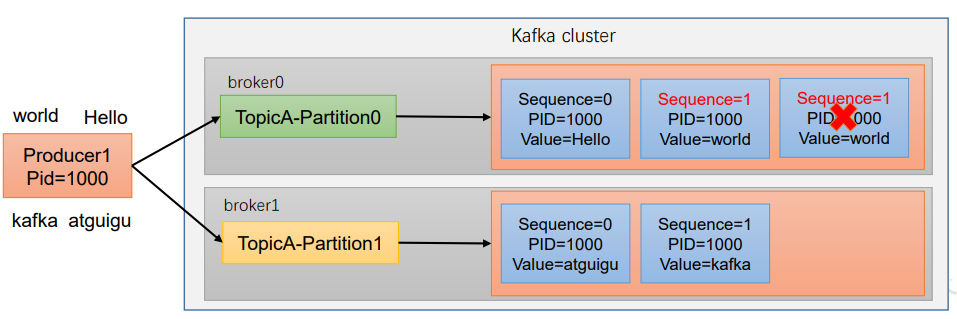 Kafka cluster
broker0
TopicA-Partition0
Sequence=0
PID=1000
Value=Hello
Sequence=1
PID=1000
Value=world
Sequence=1
Value=world
world Hello
Producer1
Pid=1000
kafka atguigu
broker1
TopicA-Partition1
Sequence=0
PID=1000
Value=atguigu
Sequence=1
PID=1000
Value=kafka